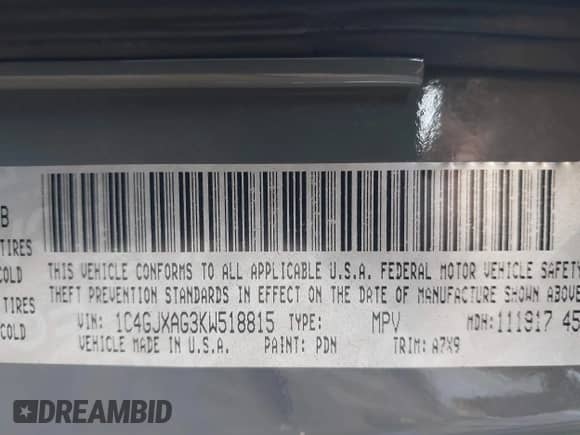 B
TIRES
COLD
TIRES
COLD
THIS VEHICLE CONFORMS TO ALL APPLICABLE U.S.A. FEDERAL MOTOR VEHICLE SAFETY
THEFT PREVENTION STANDARDS IN EFFECT ON THE DATE OF MANUFACTURE SHOWN ABOVE
VIN: 1C4GJXAG3KW518815 TYPE: MPV MDH: 111917 45
VEHICLE MADE IN U.S.A. PAINT: PDN TRIM: A7X9
DREAMBID